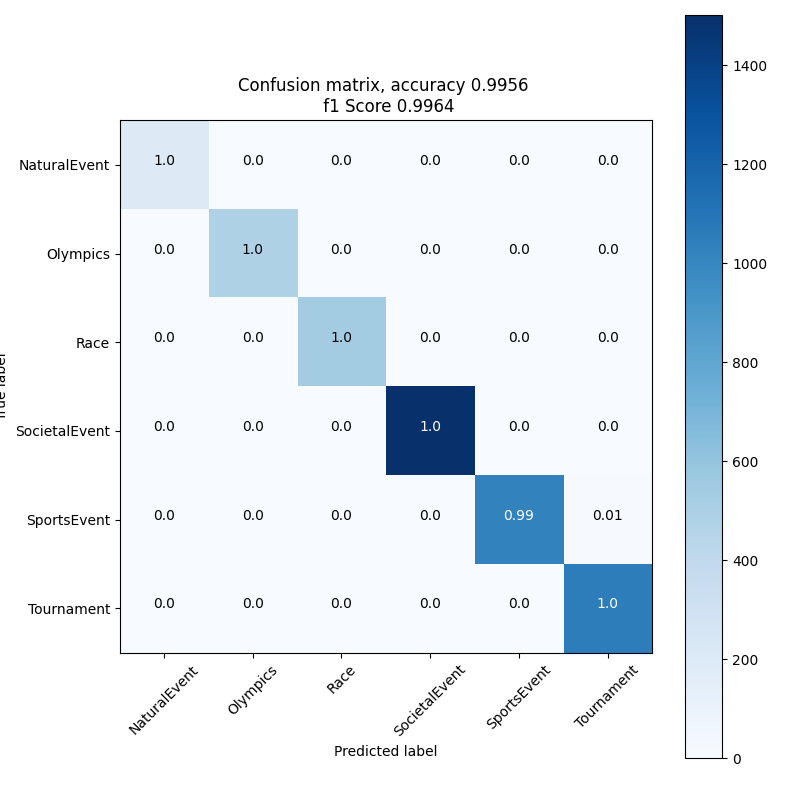 Confusion matrix, accuracy 0.9956
f1 Score 0.9964
NaturalEvent 1.0 0.0 0.0 0.0 0.0 0.0
Olympics 0.0 1.0 0.0 0.0 0.0 0.0
Race 0.0 0.0 1.0 0.0 0.0 0.0
SocietalEvent 0.0 0.0 0.0 1.0 0.0 0.0
SportsEvent 0.0 0.0 0.0 0.0 0.99 0.01
Tournament 0.0 0.0 0.0 0.0 0.0 1.0
NaturalEvent Olympics Race SocietalEvent SportsEvent Tournament
Predicted label
label
1400
1200
1000
800
600
400
200
0